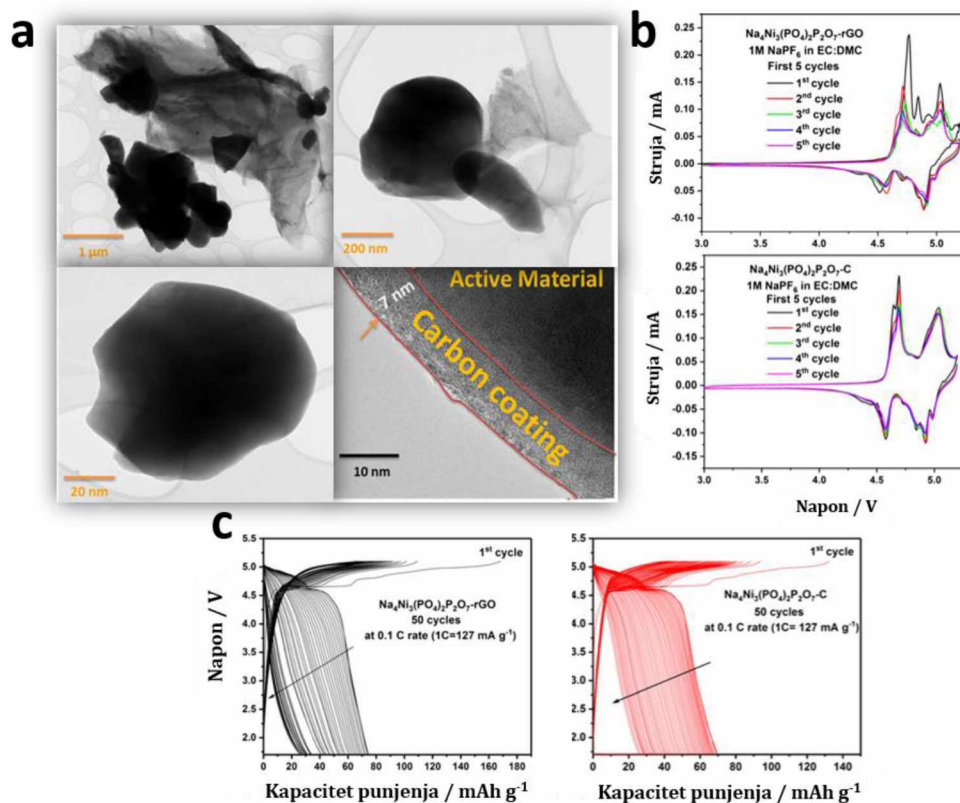 a
1 µm
200 nm
20 nm
10 nm
7 nm
Carbon coating
Active Material
b
Struja / mA
0.25
0.20
0.15
0.10
0.05
0.00
0.05
-0.10
Na₄Ni₃(PO₄)₂P₂O₇-rGO
1M NaPF₆ in EC:DMC
First 5 cycles
1ˢᵗ cycle
2ⁿᵈ cycle
3ʳᵈ cycle
4ᵗʰ cycle
5ᵗʰ cycle
3.0 3.5 4.0 4.5 5.0
Struja / mA
0.25
0.20
0.15
0.10
0.05
0.00
-0.05
-0.10
-0.15
Na₄Ni₃(PO₄)₂P₂O₇-C
1M NaPF₆ in EC:DMC
First 5 cycles
1ˢᵗ cycle
2ⁿᵈ cycle
3ʳᵈ cycle
4ᵗʰ cycle
5ᵗʰ cycle
3.0 3.5 4.0 4.5 5.0
Napon / V
c
Napon / V
5.5
5.0
4.5
4.0
3.5
3.0
2.5
2.0
1ˢᵗ cycle
Na₄Ni₃(PO₄)₂P₂O₇-rGO
50 cycles
at 0.1 C rate (1C=127 mA g⁻¹)
0 20 40 60 80 100 120 140 160 180
Kapacitet punjenja / mAh g⁻¹
5.5
5.0
4.5
4.0
3.5
3.0
2.5
2.0
1ˢᵗ cycle
Na₄Ni₃(PO₄)₂P₂O₇-C
50 cycles
at 0.1 C rate (1C= 127 mA g⁻¹)
0 20 40 60 80 100 120 140
Kapacitet punjenja / mAh g⁻¹